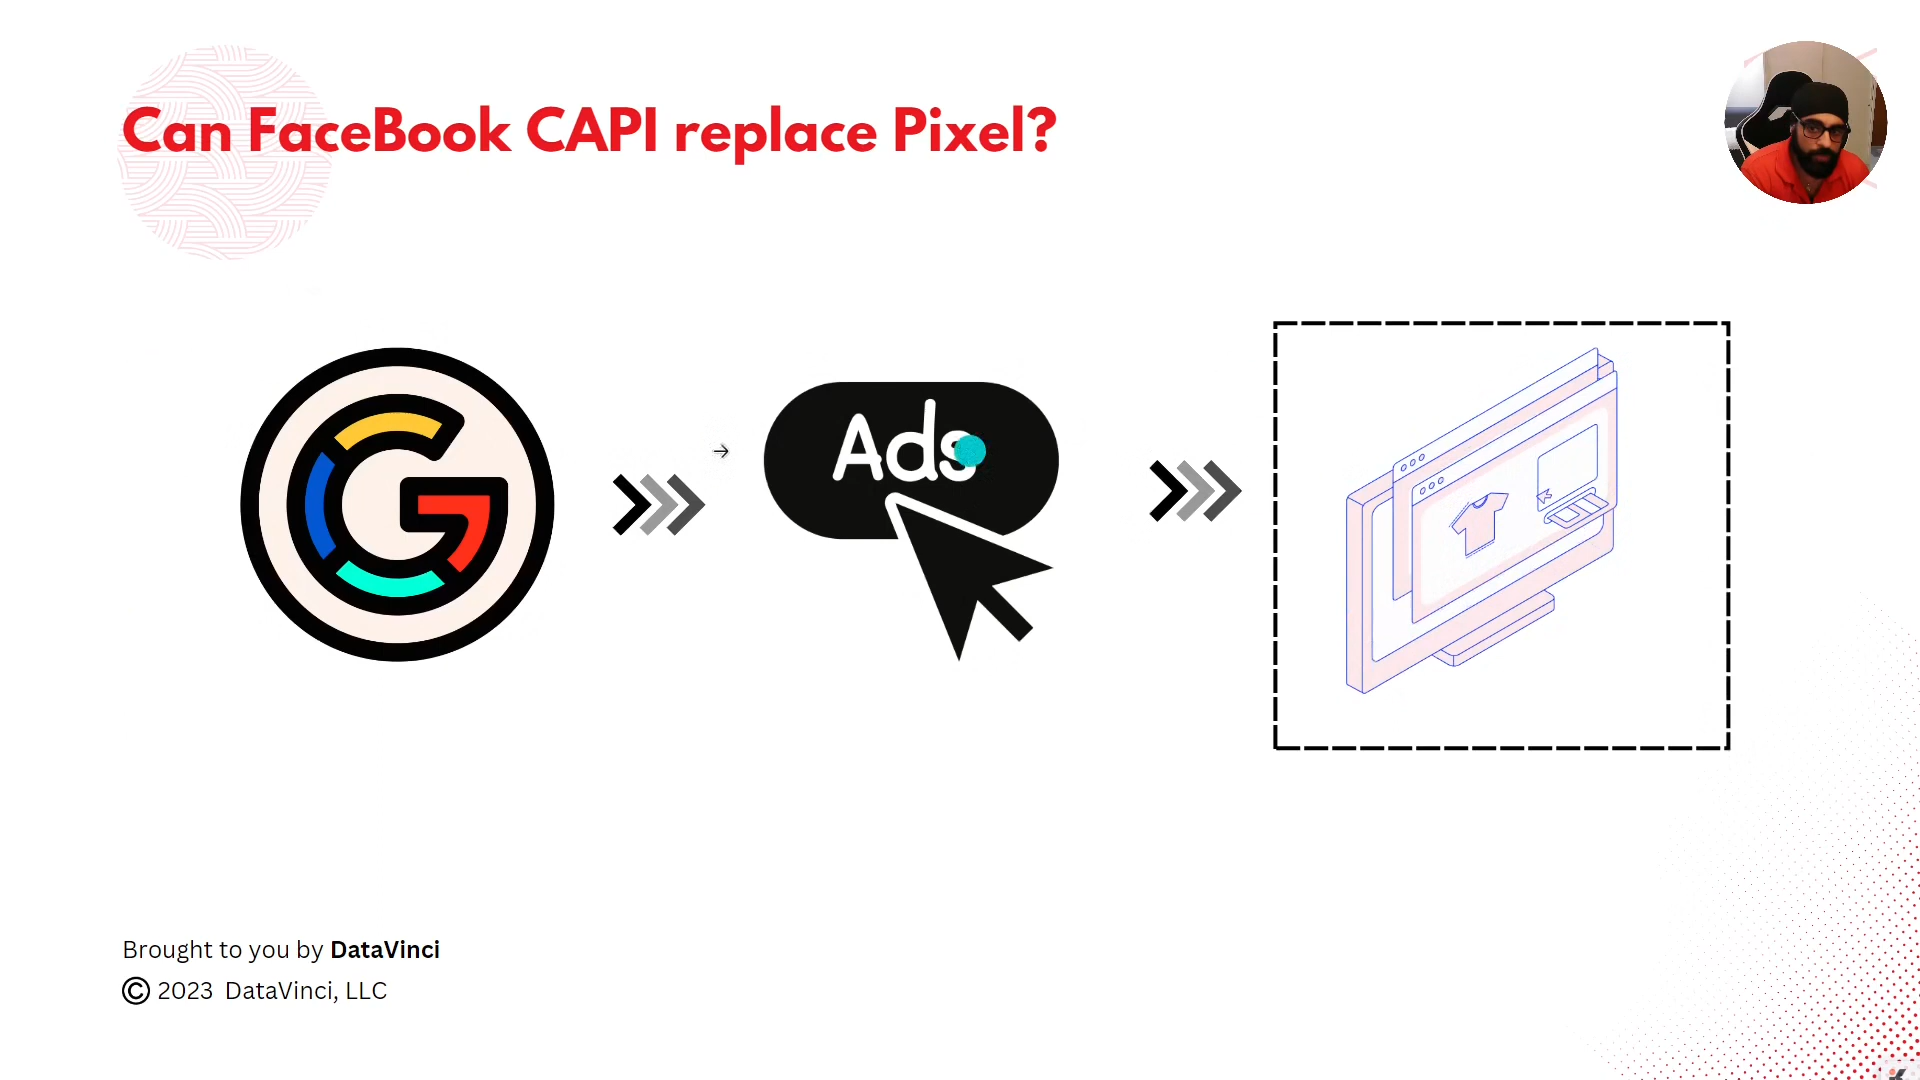 Can FaceBook CAPI replace Pixel?
Ads
Brought to you by DataVinci
© 2023 DataVinci, LLC